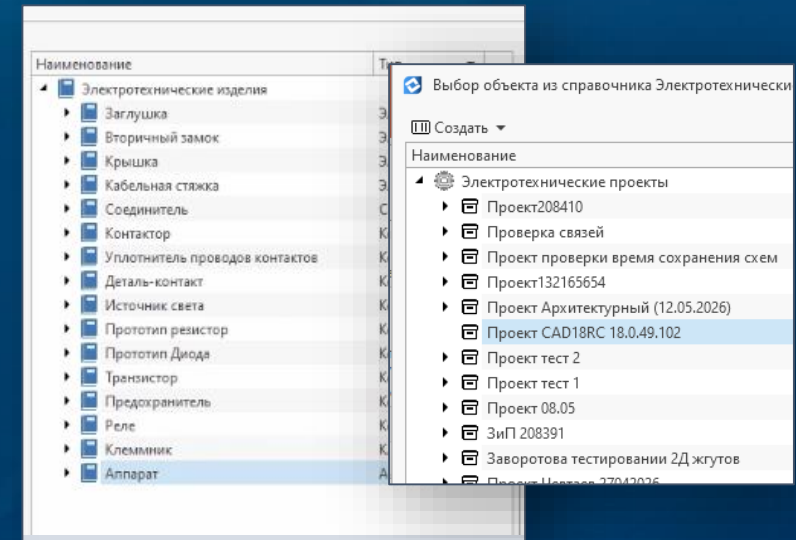 Наименование
Электротехнические изделия
Заглушка
Вторичный замок
Крышка
Кабельная стяжка
Соединитель
Контактор
Уплотнитель проводов контактов
Деталь-контакт
Источник света
Прототип резистор
Прототип Диода
Транзистор
Предохранитель
Реле
Клеммник
Аппарат
Выбор объекта из справочника Электротехнически
Создать
Наименование
Электротехнические проекты
Проект208410
Проверка связей
Проект проверки время сохранения схем
Проект132165654
Проект Архитектурный (12.05.2026)
Проект CAD18RC 18.0.49.102
Проект тест 2
Проект тест 1
Проект 08.05
ЗиП 208391
Заворотова тестировании 2Д жгутов
Проект